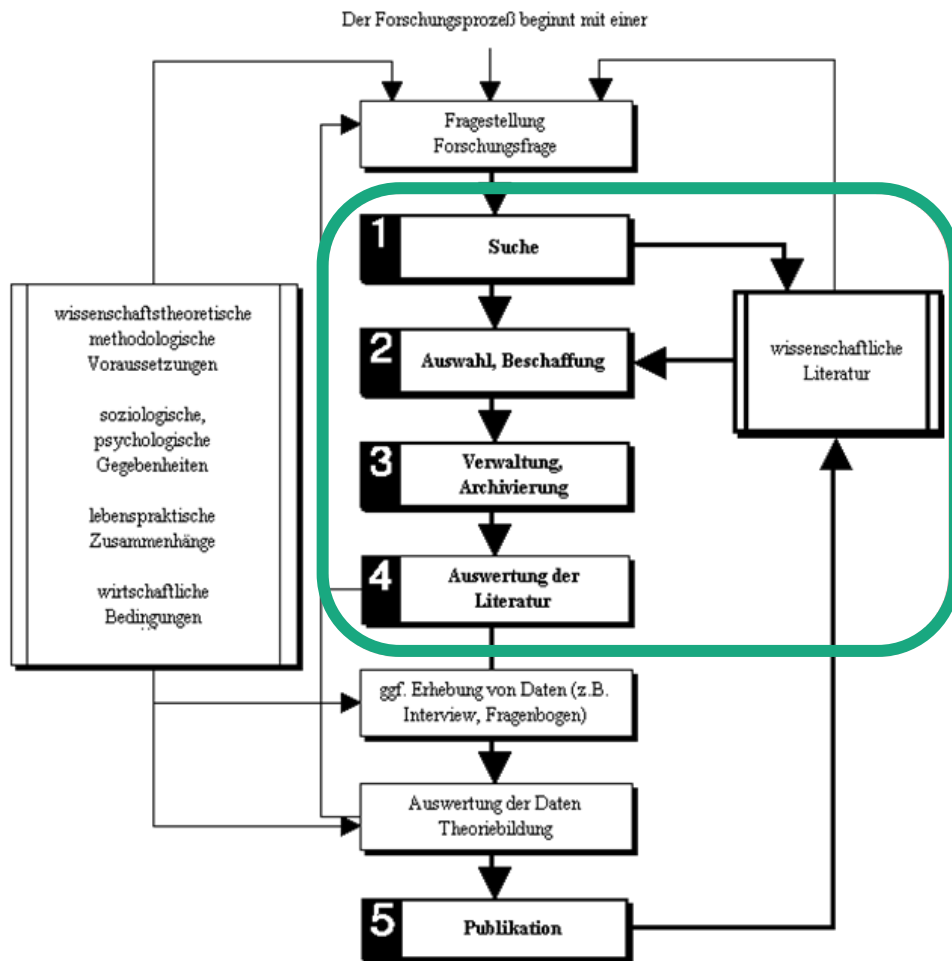 Der Forschungsprozeß beginnt mit einer
Fragestellung
Forschungsfrage
1
Suche
2
Auswahl, Beschaffung
wissenschaftliche
Literatur
3
Verwaltung,
Archivierung
4
Auswertung der
Literatur
wissenschaftstheoretische
methodologische
Voraussetzungen
soziologische,
psychologische
Gegebenheiten
lebenspraktische
Zusammenhänge
wirtschaftliche
Bedingungen
ggf. Erhebung von Daten (z.B.
Interview, Fragenbogen)
Auswertung der Daten
Theoriebildung
5
Publikation